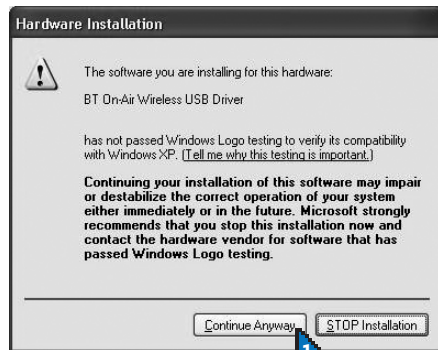 Hardware Installation
The software you are installing for this hardware:
BT On-Air Wireless USB Driver
has not passed Windows Logo testing to verify its compatibility
with Windows XP. (Tell me why this testing is important.)
Continuing your installation of this software may impair
or destabilize the correct operation of your system
either immediately or in the future. Microsoft strongly
recommends that you stop this installation now and
contact the hardware vendor for software that has
passed Windows Logo testing.
Continue Anyway STOP Installation
1